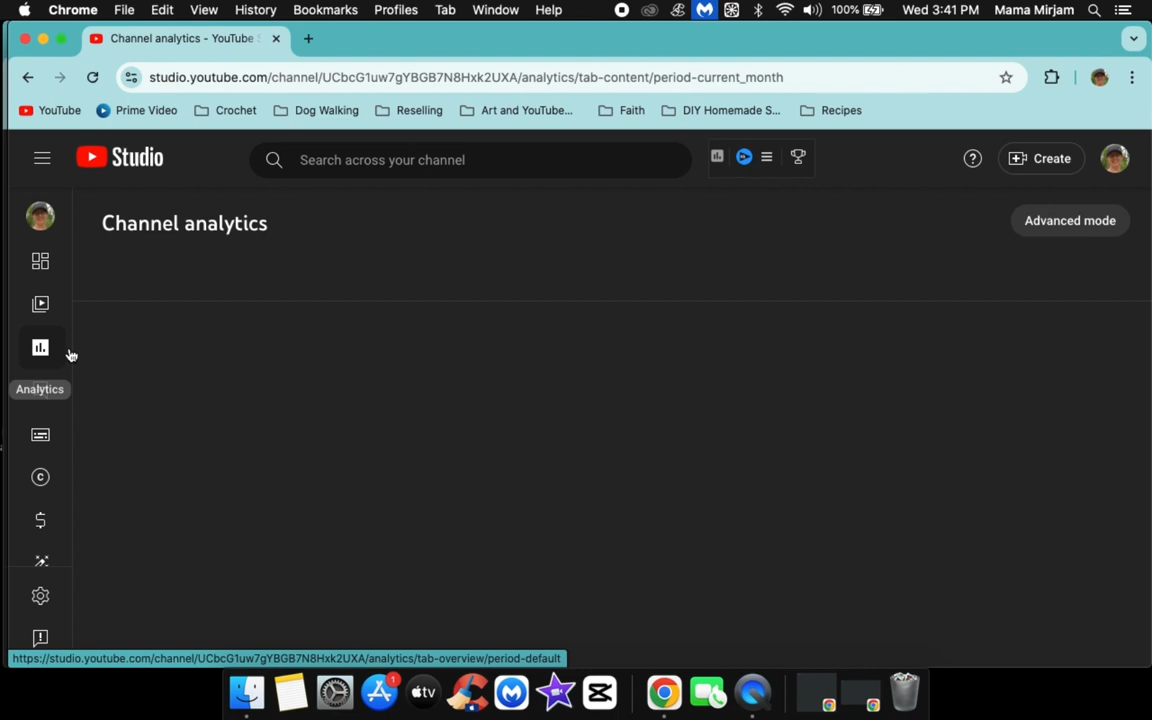 Chrome File Edit View History Bookmarks Profiles Tab Window Help 100% Wed 3:41 PM Mama Mirjam
Channel analytics - YouTube S
studio.youtube.com/channel/UCbcG1uw7gYBGB7N8Hxk2UXA/analytics/tab-content/period-current_month
YouTube Prime Video Crochet Dog Walking Reselling Art and YouTube... Faith DIY Homemade S... Recipes
Studio Search across your channel Create
Channel analytics Advanced mode
Analytics
https://studio.youtube.com/channel/UCbcG1uw7gYBGB7N8Hxk2UXA/analytics/tab-overview/period-default
1
tv